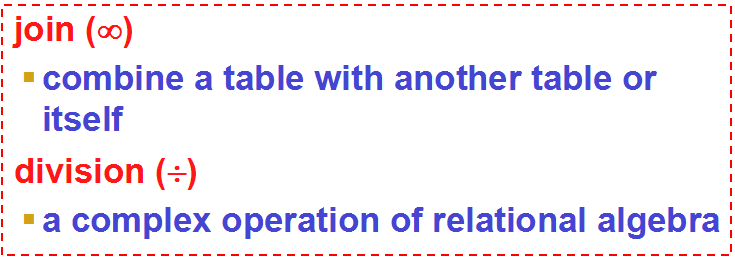 join (∞)
▪ combine a table with another table or
itself
division (÷)
▪ a complex operation of relational algebra